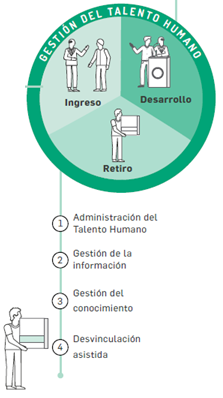 GESTIÓN DEL TALENTO HUMANO
Ingreso
Desarrollo
Retiro
1 Administración del
Talento Humano
2 Gestión de la
información
3 Gestión del
conocimiento
4 Desvinculación
asistida